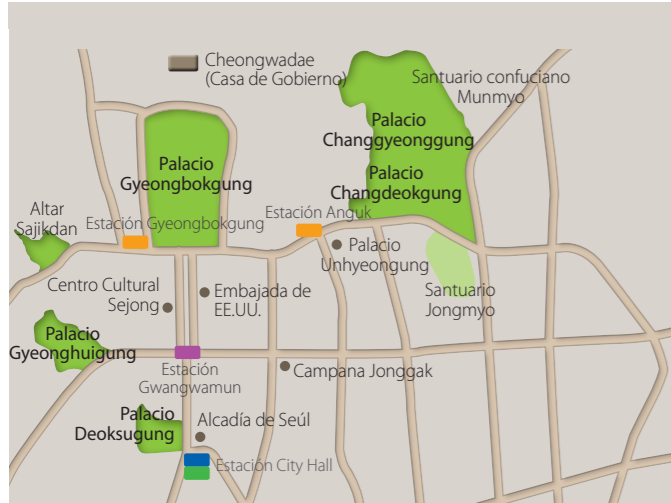 Cheongwadae
(Casa de Gobierno)
Santuario confuciano
Munmyo
Palacio
Changgyeonggung
Palacio
Gyeongbokgung
Palacio
Changdeokgung
Altar
Sajikdan
Estación Gyeongbokgung
Estación Anguk
Palacio
Unhyeongung
Centro Cultural
Sejong
Embajada de
EE.UU.
Santuario
Jongmyo
Palacio
Gyeonghuigung
Estación
Gwangwamun
Campana Jonggak
Palacio
Deoksugung
Alcadía de Seúl
Estación City Hall